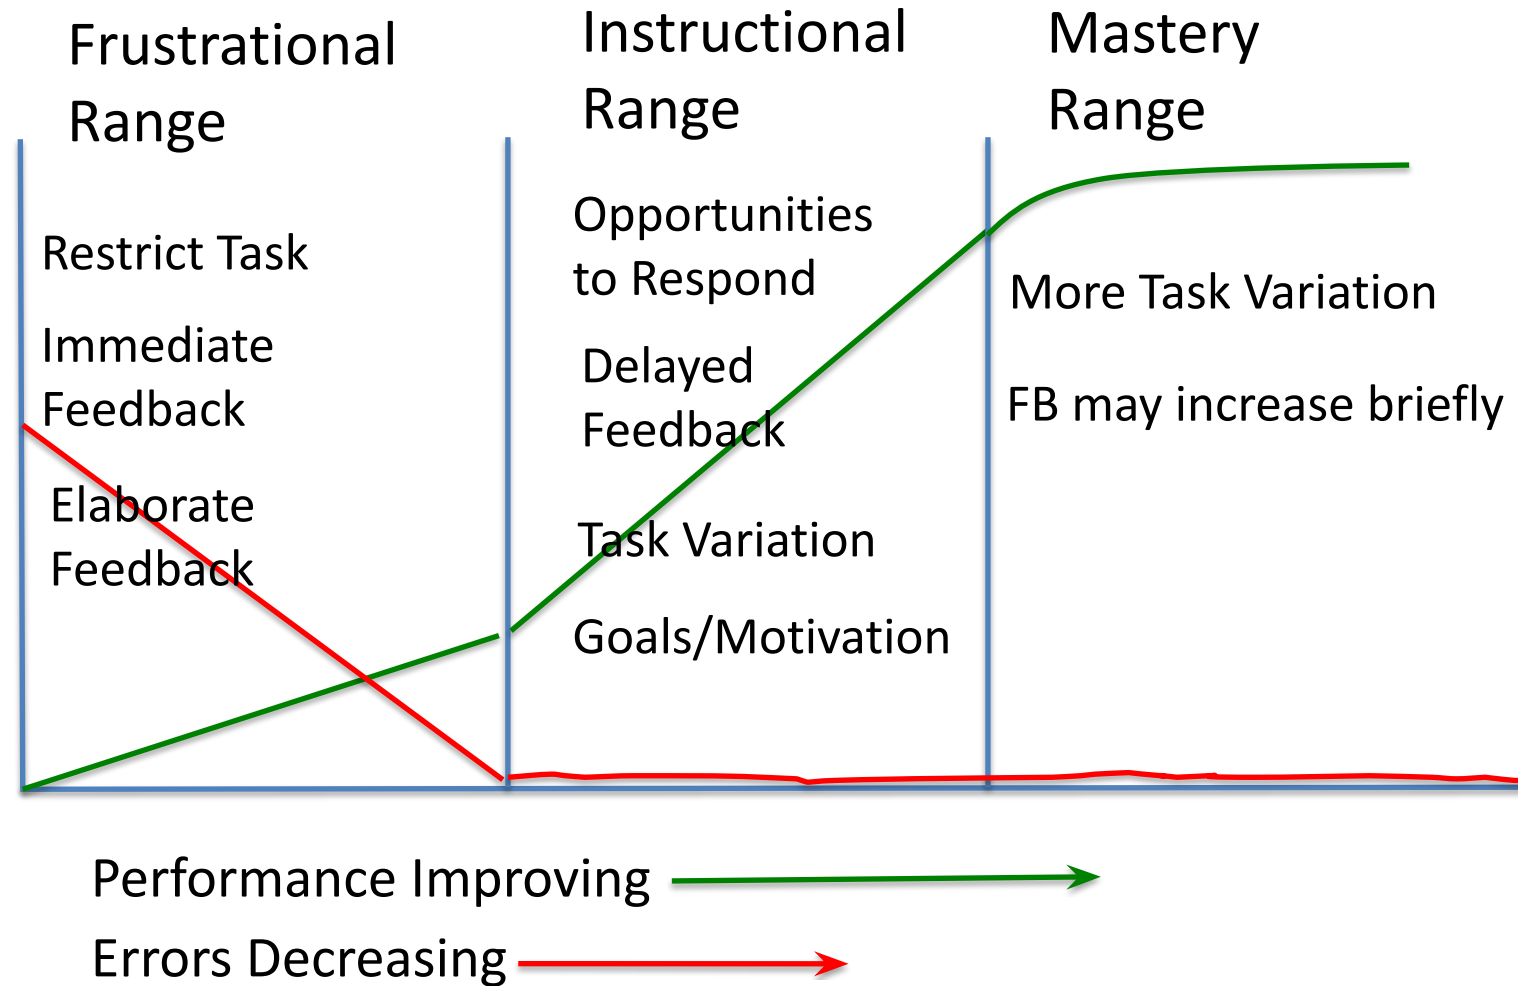 Frustrational
Range
Instructional
Range
Mastery
Range
Restrict Task
Immediate
Feedback
Elaborate
Feedback
Opportunities
to Respond
Delayed
Feedback
Task Variation
Goals/Motivation
More Task Variation
FB may increase briefly
Performance Improving
Errors Decreasing